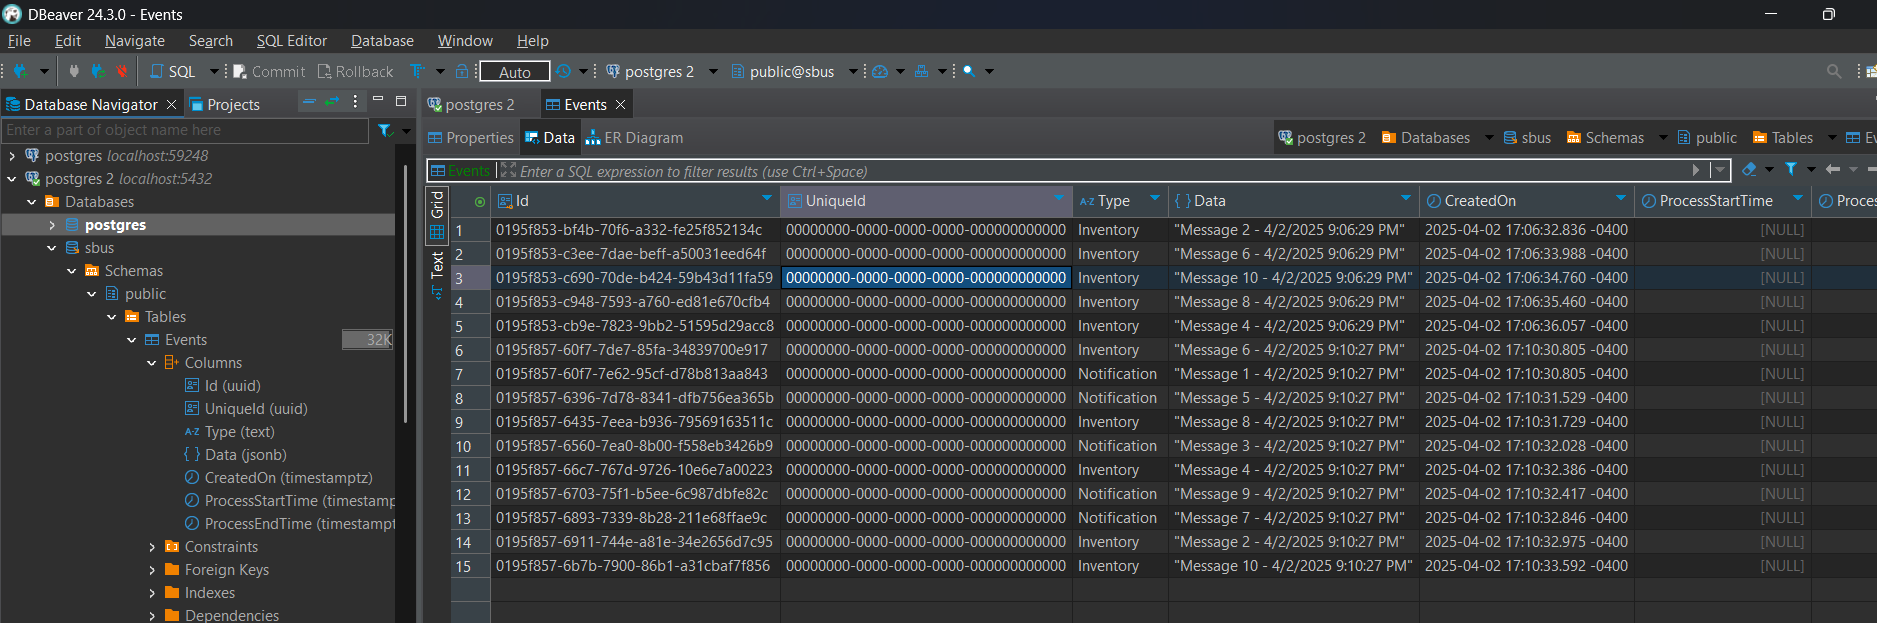 DBeaver 24.3.0 - Events
File Edit Navigate Search SQL Editor Database Window Help
SQL Commit Rollback Auto postgres 2 public@sbus
Database Navigator Projects
Enter a part of object name here
postgres localhost:59248
postgres 2 localhost:5432
Databases
postgres
sbus
Schemas
public
Tables
Events 32K
Columns
Id (uuid)
UniqueId (uuid)
Type (text)
Data (jsonb)
CreatedOn (timestamptz)
ProcessStartTime (timestamp
ProcessEndTime (timestampt
Constraints
Foreign Keys
Indexes
Dependencies
postgres 2 Events
Properties Data ER Diagram postgres 2 Databases sbus Schemas public Tables Ev
Events Enter a SQL expression to filter results (use Ctrl+Space)
Grid
Text
Id UniqueId A-Z Type Data CreatedOn ProcessStartTime Proces
1 0195f853-bf4b-70f6-a332-fe25f852134c 00000000-0000-0000-0000-000000000000 Inventory "Message 2 - 4/2/2025 9:06:29 PM" 2025-04-02 17:06:32.836 -0400 [NULL]
2 0195f853-c3ee-7dae-beff-a50031eed64f 00000000-0000-0000-0000-000000000000 Inventory "Message 6 - 4/2/2025 9:06:29 PM" 2025-04-02 17:06:33.988 -0400 [NULL]
3 0195f853-c690-70de-b424-59b43d11fa59 00000000-0000-0000-0000-000000000000 Inventory "Message 10 - 4/2/2025 9:06:29 PM" 2025-04-02 17:06:34.760 -0400 [NULL]
4 0195f853-c948-7593-a760-ed81e670cfb4 00000000-0000-0000-0000-000000000000 Inventory "Message 8 - 4/2/2025 9:06:29 PM" 2025-04-02 17:06:35.460 -0400 [NULL]
5 0195f853-cb9e-7823-9bb2-51595d29acc8 00000000-0000-0000-0000-000000000000 Inventory "Message 4 - 4/2/2025 9:06:29 PM" 2025-04-02 17:06:36.057 -0400 [NULL]
6 0195f857-60f7-7de7-85fa-34839700e917 00000000-0000-0000-0000-000000000000 Inventory "Message 6 - 4/2/2025 9:10:27 PM" 2025-04-02 17:10:30.805 -0400 [NULL]
7 0195f857-60f7-7e62-95cf-d78b813aa843 00000000-0000-0000-0000-000000000000 Notification "Message 1 - 4/2/2025 9:10:27 PM" 2025-04-02 17:10:30.805 -0400 [NULL]
8 0195f857-6396-7d78-8341-dfb756ea365b 00000000-0000-0000-0000-000000000000 Notification "Message 5 - 4/2/2025 9:10:27 PM" 2025-04-02 17:10:31.529 -0400 [NULL]
9 0195f857-6435-7eea-b936-79569163511c 00000000-0000-0000-0000-000000000000 Inventory "Message 8 - 4/2/2025 9:10:27 PM" 2025-04-02 17:10:31.729 -0400 [NULL]
10 0195f857-6560-7ea0-8b00-f558eb3426b9 00000000-0000-0000-0000-000000000000 Notification "Message 3 - 4/2/2025 9:10:27 PM" 2025-04-02 17:10:32.028 -0400 [NULL]
11 0195f857-66c7-767d-9726-10e6e7a00223 00000000-0000-0000-0000-000000000000 Inventory "Message 4 - 4/2/2025 9:10:27 PM" 2025-04-02 17:10:32.386 -0400 [NULL]
12 0195f857-6703-75f1-b5ee-6c987dbfe82c 00000000-0000-0000-0000-000000000000 Notification "Message 9 - 4/2/2025 9:10:27 PM" 2025-04-02 17:10:32.417 -0400 [NULL]
13 0195f857-6893-7339-8b28-211e68ffae9c 00000000-0000-0000-0000-000000000000 Notification "Message 7 - 4/2/2025 9:10:27 PM" 2025-04-02 17:10:32.846 -0400 [NULL]
14 0195f857-6911-744e-a81e-34e2656d7c95 00000000-0000-0000-0000-000000000000 Inventory "Message 2 - 4/2/2025 9:10:27 PM" 2025-04-02 17:10:32.975 -0400 [NULL]
15 0195f857-6b7b-7900-86b1-a31cbaf7f856 00000000-0000-0000-0000-000000000000 Inventory "Message 10 - 4/2/2025 9:10:27 PM" 2025-04-02 17:10:33.592 -0400 [NULL]